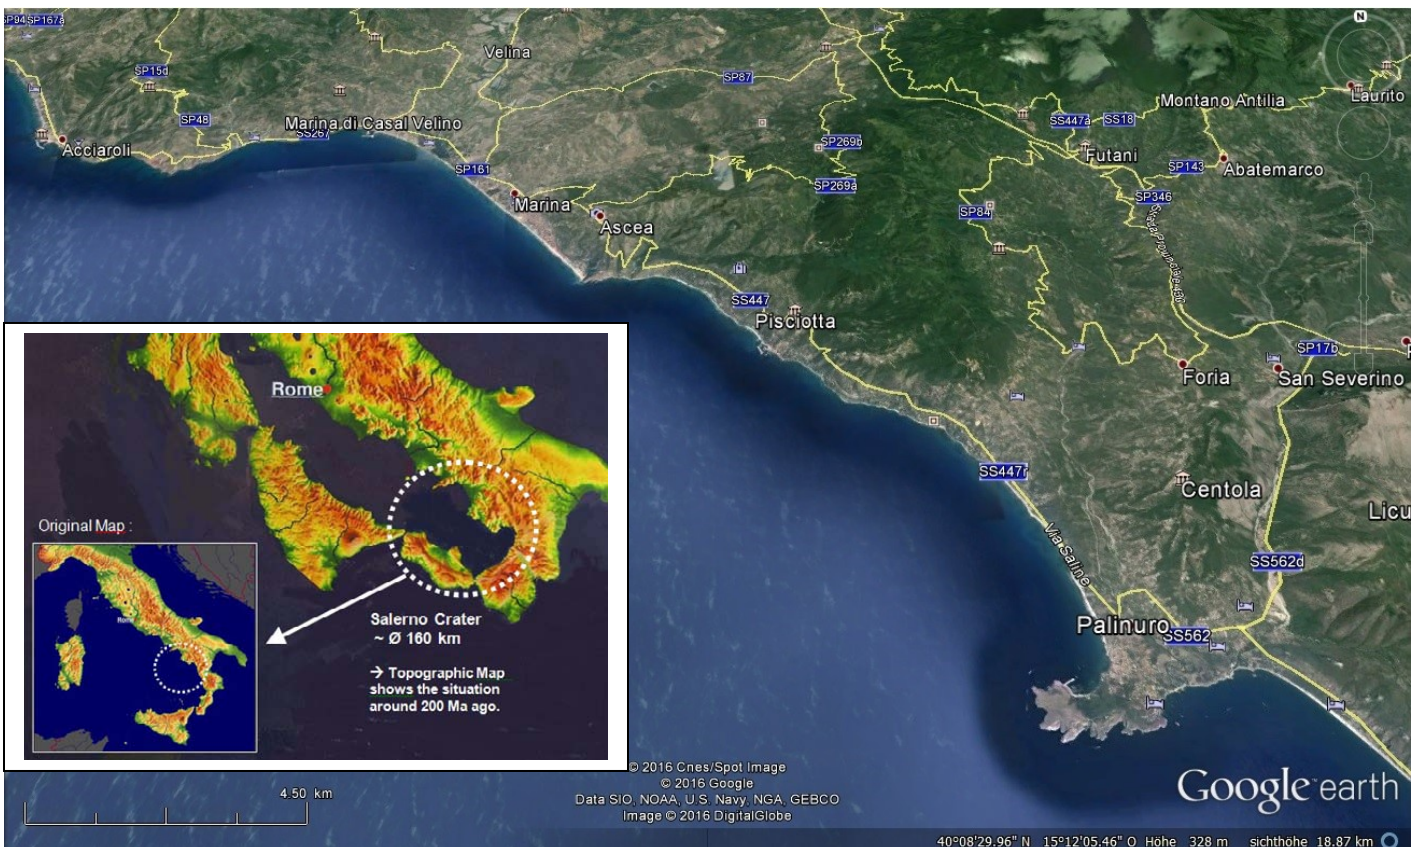 SP94 SP167a
Velina
N
SP15d
SP87
SP48
Marina di Casal Velino
SS267
Acciaroli
SP161
Marina
Ascea
SP269b
SP269a
SS447a
SS18
Montano Antilia
Laurito
Futani
SP143
Abatemarco
SP346
SP84
SS447
Pisciotta
SP17b
Foria
San Severino
SS447r
Centola
Licu
Via Saline
SS562d
Palinuro
SS562
Rome
Original Map :
Rome
Salerno Crater
~ Ø 160 km
→ Topographic Map
shows the situation
around 200 Ma ago.
4.50 km
© 2016 Cnes/Spot Image
© 2016 Google
Data SIO, NOAA, U.S. Navy, NGA, GEBCO
Image © 2016 DigitalGlobe
Google earth
40°08'29.96" N 15°12'05.46" O Höhe 328 m sichthöhe 18.87 km